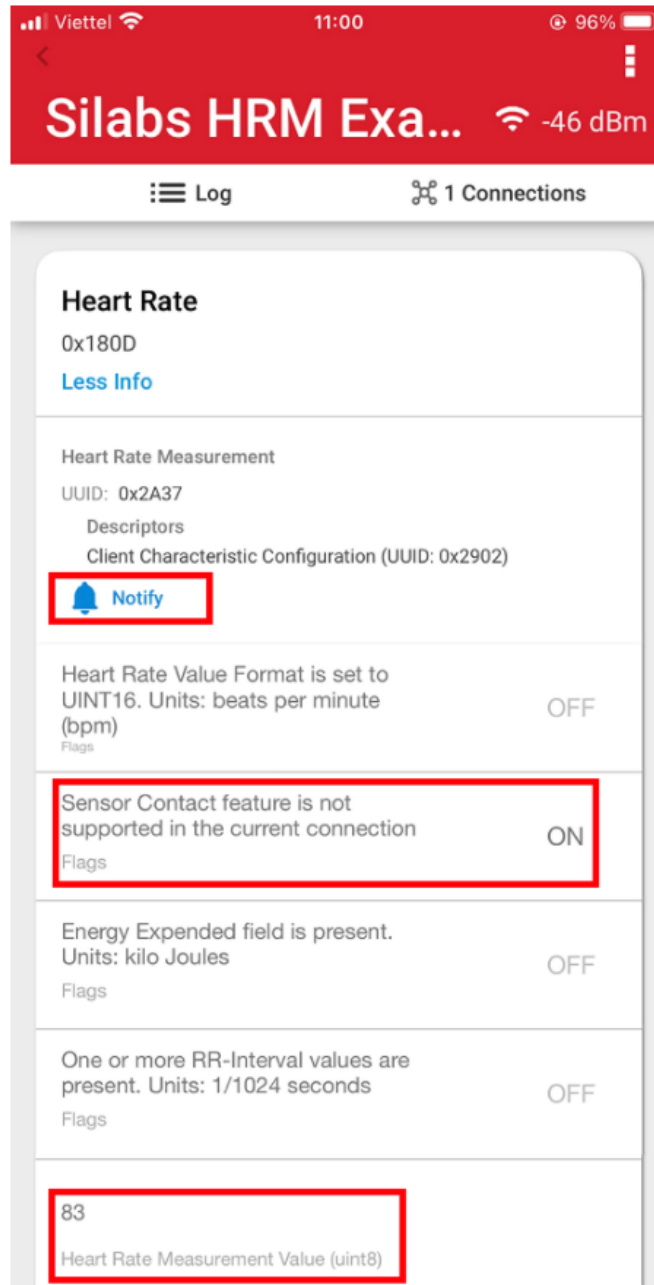 Viettel 11:00 96%
Silabs HRM Exa... -46 dBm
Log 1 Connections
Heart Rate
0x180D
Less Info
Heart Rate Measurement
UUID: 0x2A37
Descriptors
Client Characteristic Configuration (UUID: 0x2902)
Notify
Heart Rate Value Format is set to
UINT16. Units: beats per minute
(bpm)
OFF
Flags
Sensor Contact feature is not
supported in the current connection
ON
Flags
Energy Expended field is present.
Units: kilo Joules
OFF
Flags
One or more RR-Interval values are
present. Units: 1/1024 seconds
OFF
Flags
83
Heart Rate Measurement Value (uint8)